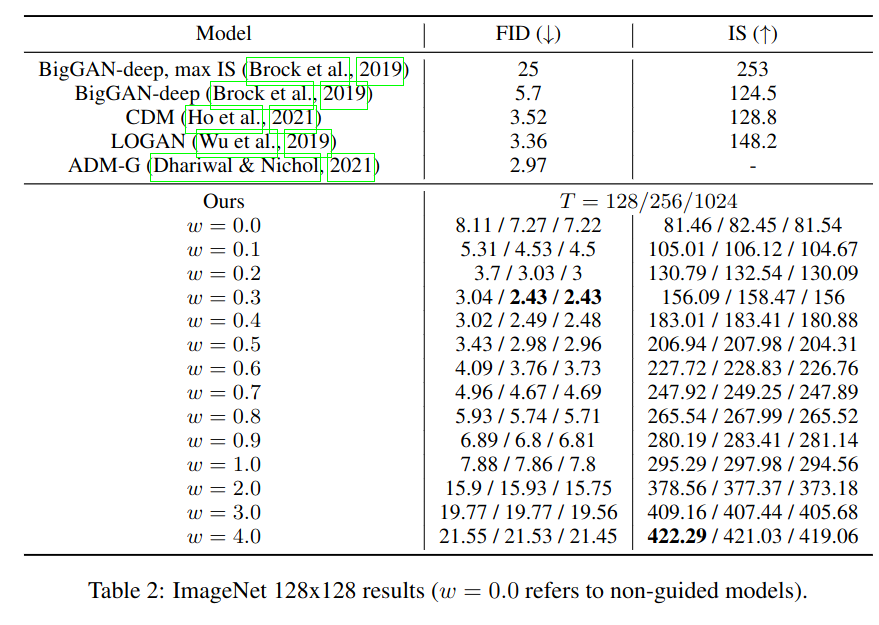 Model FID (↓) IS (↑)
BigGAN-deep, max IS (Brock et al., 2019) 25 253
BigGAN-deep (Brock et al., 2019) 5.7 124.5
CDM (Ho et al., 2021) 3.52 128.8
LOGAN (Wu et al., 2019) 3.36 148.2
ADM-G (Dhariwal & Nichol, 2021) 2.97 -
Ours T = 128/256/1024
w = 0.0 8.11 / 7.27 / 7.22 81.46 / 82.45 / 81.54
w = 0.1 5.31 / 4.53 / 4.5 105.01 / 106.12 / 104.67
w = 0.2 3.7 / 3.03 / 3 130.79 / 132.54 / 130.09
w = 0.3 3.04 / 2.43 / 2.43 156.09 / 158.47 / 156
w = 0.4 3.02 / 2.49 / 2.48 183.01 / 183.41 / 180.88
w = 0.5 3.43 / 2.98 / 2.96 206.94 / 207.98 / 204.31
w = 0.6 4.09 / 3.76 / 3.73 227.72 / 228.83 / 226.76
w = 0.7 4.96 / 4.67 / 4.69 247.92 / 249.25 / 247.89
w = 0.8 5.93 / 5.74 / 5.71 265.54 / 267.99 / 265.52
w = 0.9 6.89 / 6.8 / 6.81 280.19 / 283.41 / 281.14
w = 1.0 7.88 / 7.86 / 7.8 295.29 / 297.98 / 294.56
w = 2.0 15.9 / 15.93 / 15.75 378.56 / 377.37 / 373.18
w = 3.0 19.77 / 19.77 / 19.56 409.16 / 407.44 / 405.68
w = 4.0 21.55 / 21.53 / 21.45 422.29 / 421.03 / 419.06
Table 2: ImageNet 128x128 results (w = 0.0 refers to non-guided models).